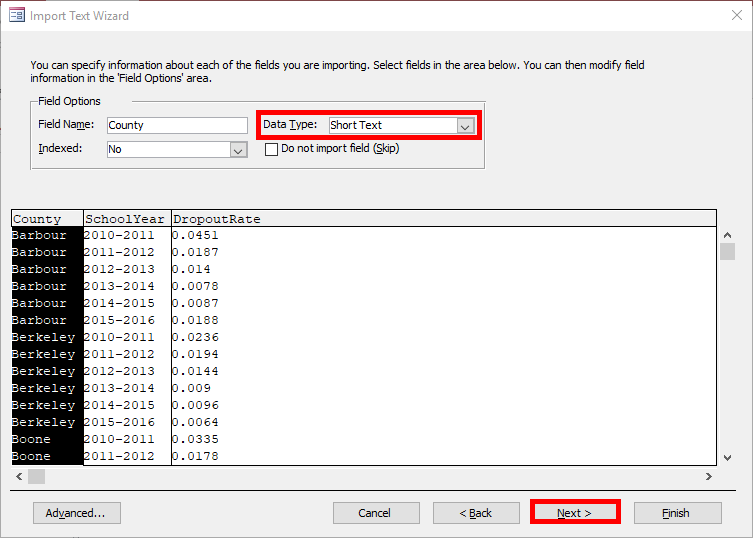 Import Text Wizard
You can specify information about each of the fields you are importing. Select fields in the area below. You can then modify field
information in the 'Field Options' area.
Field Options
Field Name: County Data Type: Short Text
Indexed: No Do not import field (Skip)
County SchoolYear DropoutRate
Barbour 2010-2011 0.0451
Barbour 2011-2012 0.0187
Barbour 2012-2013 0.014
Barbour 2013-2014 0.0078
Barbour 2014-2015 0.0087
Barbour 2015-2016 0.0188
Berkeley 2010-2011 0.0236
Berkeley 2011-2012 0.0194
Berkeley 2012-2013 0.0144
Berkeley 2013-2014 0.009
Berkeley 2014-2015 0.0096
Berkeley 2015-2016 0.0064
Boone 2010-2011 0.0335
Boone 2011-2012 0.0178
Advanced... Cancel < Back Next > Finish